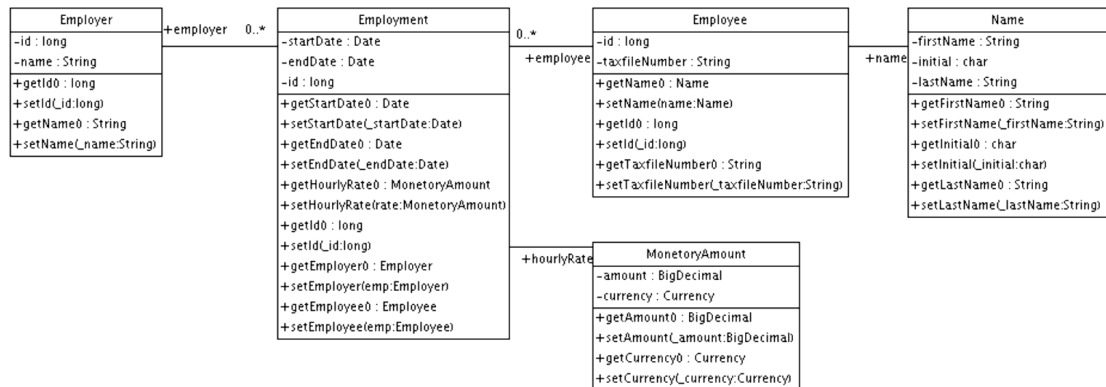 Employer
-id : long
-name : String
+getId() : long
+setId(_id:long)
+getName() : String
+setName(_name:String)
+employer
0..*
Employment
-startDate : Date
-endDate : Date
-id : long
+getStartDate() : Date
+setStartDate(_startDate:Date)
+getEndDate() : Date
+setEndDate(_endDate:Date)
+getHourlyRate() : MonetoryAmount
+setHourlyRate(rate:MonetoryAmount)
+getId() : long
+setId(_id:long)
+getEmployer() : Employer
+setEmployer(emp:Employer)
+getEmployee() : Employee
+setEmployee(emp:Employee)
0..*
+employee
Employee
-id : long
-taxfileNumber : String
+getName() : Name
+setName(name:Name)
+getId() : long
+setId(_id:long)
+getTaxfileNumber() : String
+setTaxfileNumber(_taxfileNumber:String)
+name
Name
-firstName : String
-initial : char
-lastName : String
+getFirstName() : String
+setFirstName(_firstName:String)
+getInitial() : char
+setInitial(_initial:char)
+getLastName() : String
+setLastName(_lastName:String)
+hourlyRate
MonetoryAmount
-amount : BigDecimal
-currency : Currency
+getAmount() : BigDecimal
+setAmount(_amount:BigDecimal)
+getCurrency() : Currency
+setCurrency(_currency:Currency)